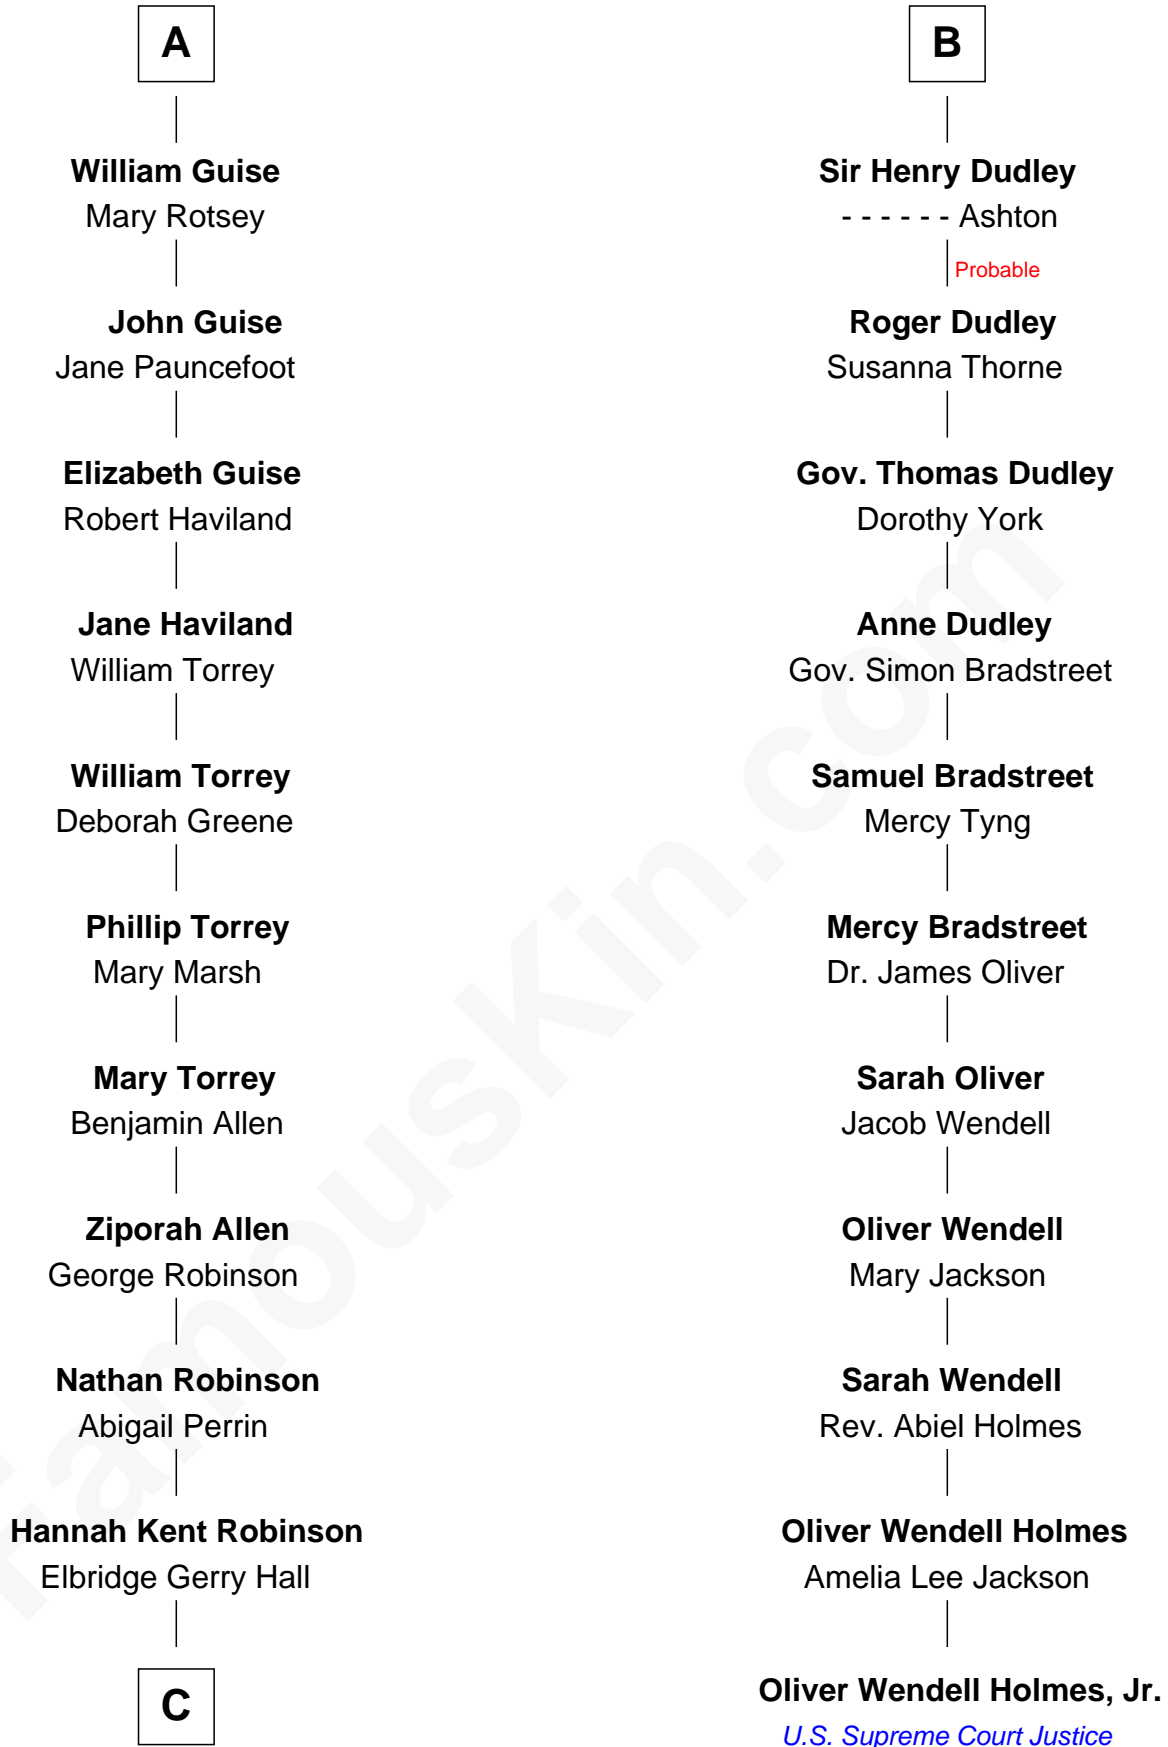 A
William Guise
Mary Rotsey
John Guise
Jane Pauncefoot
Elizabeth Guise
Robert Haviland
Jane Haviland
William Torrey
William Torrey
Deborah Greene
Phillip Torrey
Mary Marsh
Mary Torrey
Benjamin Allen
Ziporah Allen
George Robinson
Nathan Robinson
Abigail Perrin
Hannah Kent Robinson
Elbridge Gerry Hall
C
B
Sir Henry Dudley
- - - - - - Ashton
Probable
Roger Dudley
Susanna Thorne
Gov. Thomas Dudley
Dorothy York
Anne Dudley
Gov. Simon Bradstreet
Samuel Bradstreet
Mercy Tyng
Mercy Bradstreet
Dr. James Oliver
Sarah Oliver
Jacob Wendell
Oliver Wendell
Mary Jackson
Sarah Wendell
Rev. Abiel Holmes
Oliver Wendell Holmes
Amelia Lee Jackson
Oliver Wendell Holmes, Jr.
U.S. Supreme Court Justice
FamousKin.com